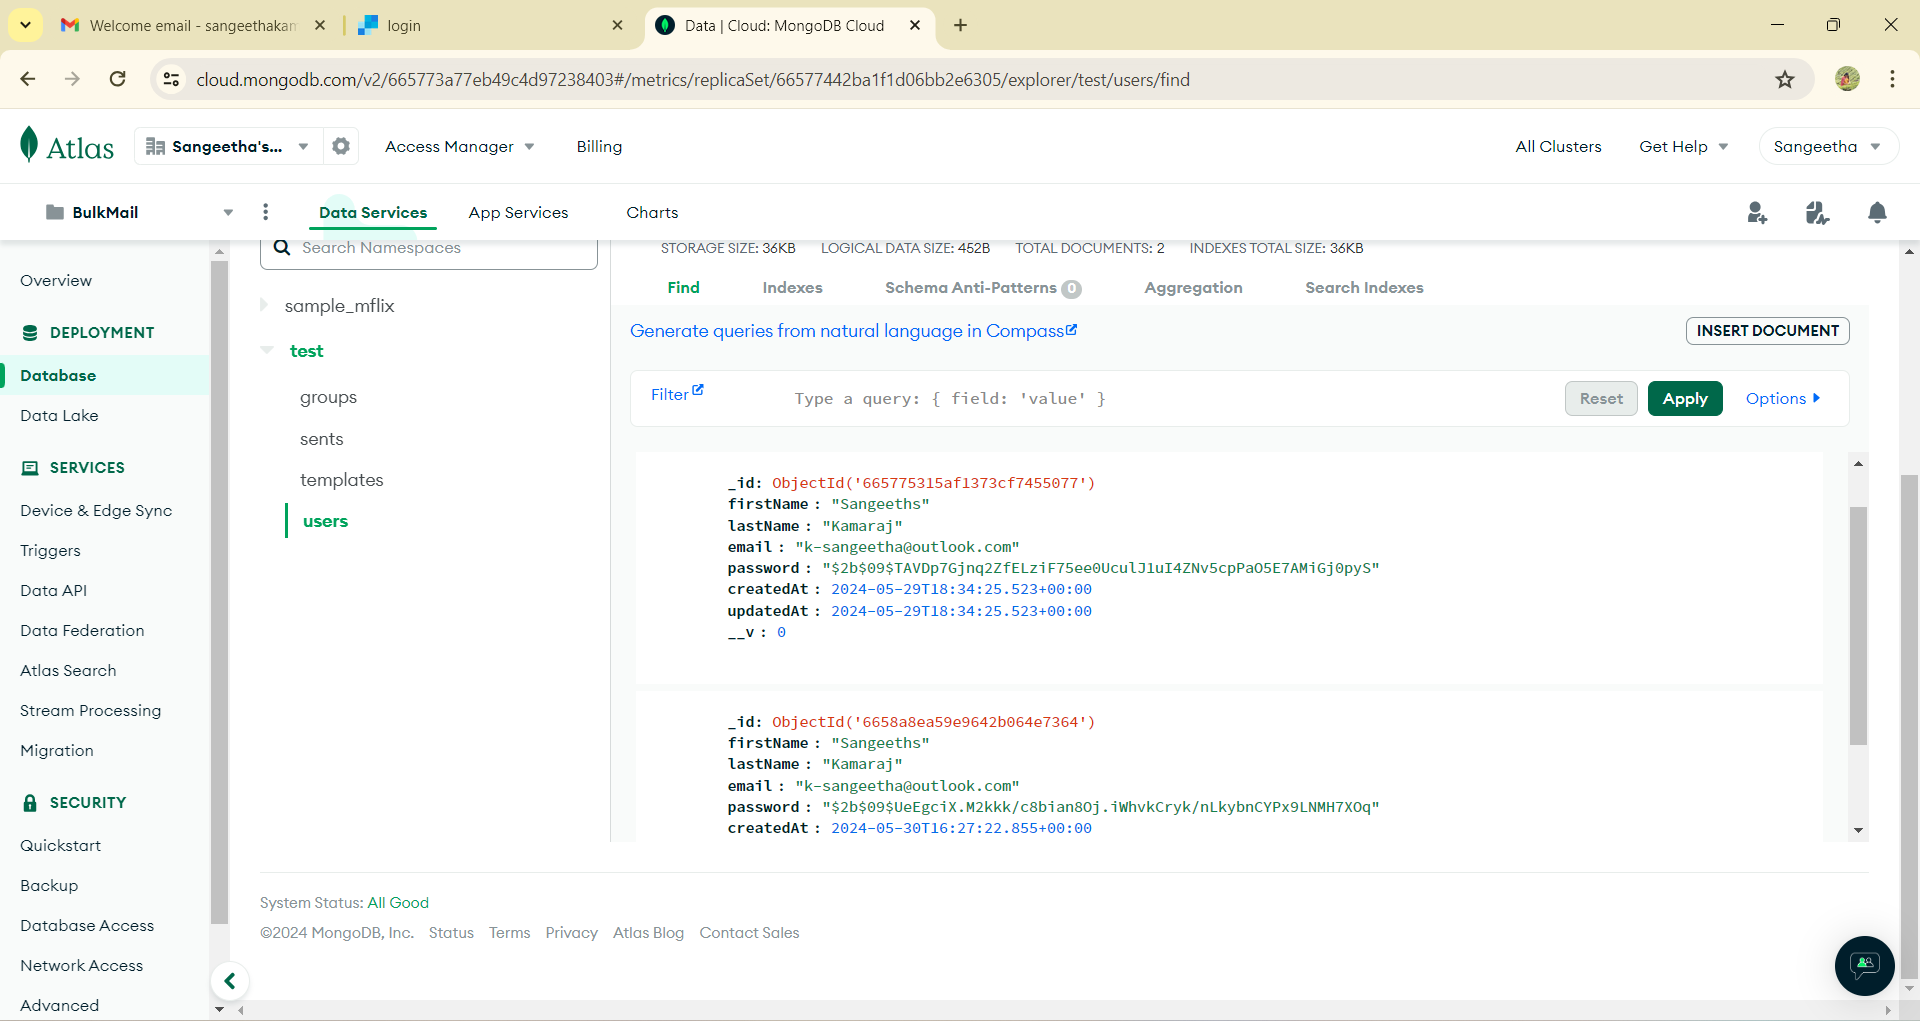 Welcome email - sangeethakam
login
Data | Cloud: MongoDB Cloud
cloud.mongodb.com/v2/665773a77eb49c4d97238403#/metrics/replicaSet/66577442ba1f1d06bb2e6305/explorer/test/users/find
Atlas
Sangeetha's...
Access Manager
Billing
All Clusters
Get Help
Sangeetha
BulkMail
Data Services
App Services
Charts
Overview
DEPLOYMENT
Database
Data Lake
SERVICES
Device & Edge Sync
Triggers
Data API
Data Federation
Atlas Search
Stream Processing
Migration
SECURITY
Quickstart
Backup
Database Access
Network Access
Advanced
Search Namespaces
sample_mflix
test
groups
sents
templates
users
STORAGE SIZE: 36KB LOGICAL DATA SIZE: 452B TOTAL DOCUMENTS: 2 INDEXES TOTAL SIZE: 36KB
Find Indexes Schema Anti-Patterns 0 Aggregation Search Indexes
Generate queries from natural language in Compass
INSERT DOCUMENT
Filter
Type a query: { field: 'value' }
Reset
Apply
Options
_id: ObjectId('665775315af1373cf7455077')
firstName : "Sangeeths"
lastName : "Kamaraj"
email : "k-sangeetha@outlook.com"
password : "$2b$09$TAVDp7Gjnq2ZfELziF75ee0UculJ1uI4ZNv5cpPaO5E7AMiGj0pyS"
createdAt : 2024-05-29T18:34:25.523+00:00
updatedAt : 2024-05-29T18:34:25.523+00:00
__v : 0
_id: ObjectId('6658a8ea59e9642b064e7364')
firstName : "Sangeeths"
lastName : "Kamaraj"
email : "k-sangeetha@outlook.com"
password : "$2b$09$UeEgciX.M2kkk/c8bian8Oj.iWhvkCryk/nLkybnCYPx9LNMH7XOq"
createdAt : 2024-05-30T16:27:22.855+00:00
System Status: All Good
©2024 MongoDB, Inc. Status Terms Privacy Atlas Blog Contact Sales